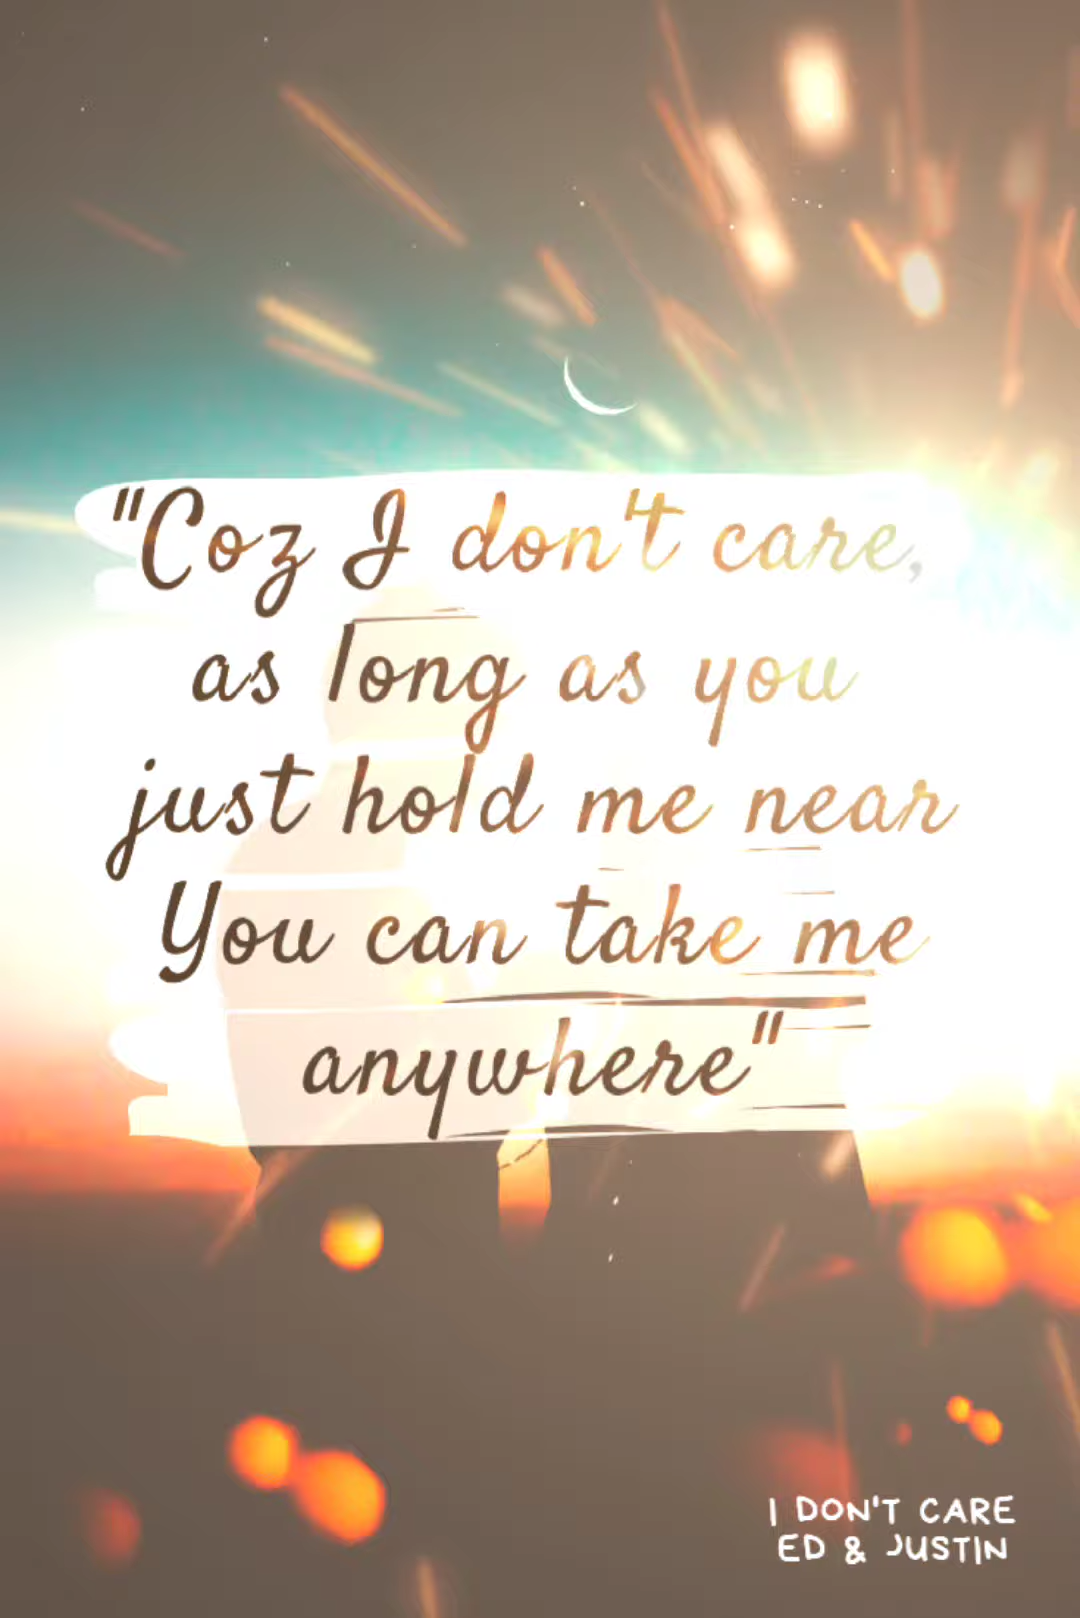 "Coz I don't care,
as long as you
just hold me near
You can take me
anywhere"
I DON'T CARE
ED & JUSTIN